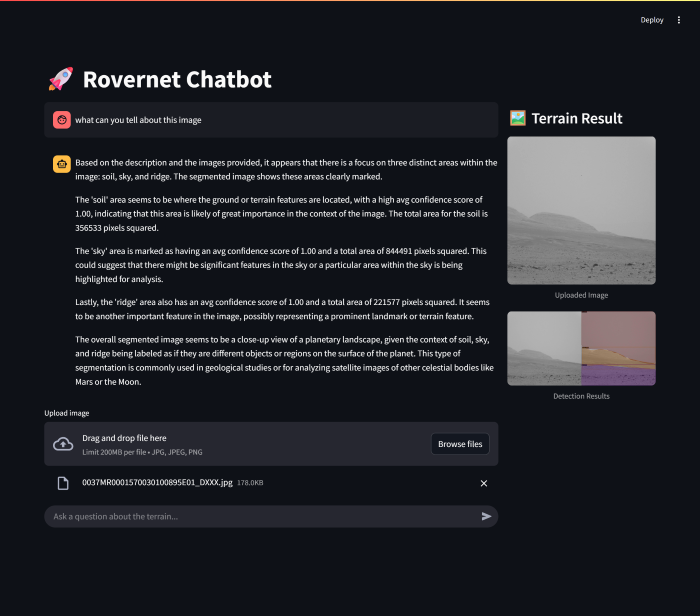 Deploy
Rovernet Chatbot
what can you tell about this image
Based on the description and the images provided, it appears that there is a focus on three distinct areas within the
image: soil, sky, and ridge. The segmented image shows these areas clearly marked.
The 'soil' area seems to be where the ground or terrain features are located, with a high avg confidence score of
1.00, indicating that this area is likely of great importance in the context of the image. The total area for the soil is
356533 pixels squared.
The 'sky' area is marked as having an avg confidence score of 1.00 and a total area of 844491 pixels squared. This
could suggest that there might be significant features in the sky or a particular area within the sky is being
highlighted for analysis.
Lastly, the 'ridge' area also has an avg confidence score of 1.00 and a total area of 221577 pixels squared. It seems
to be another important feature in the image, possibly representing a prominent landmark or terrain feature.
The overall segmented image seems to be a close-up view of a planetary landscape, given the context of soil, sky,
and ridge being labeled as if they are different objects or regions on the surface of the planet. This type of
segmentation is commonly used in geological studies or for analyzing satellite images of other celestial bodies like
Mars or the Moon.
Upload image
Drag and drop file here
Limit 200MB per file • JPG, JPEG, PNG
Browse files
0037MR0001570030100895E01_DXXX.jpg 178.0KB
Ask a question about the terrain...
Terrain Result
Uploaded Image
Detection Results